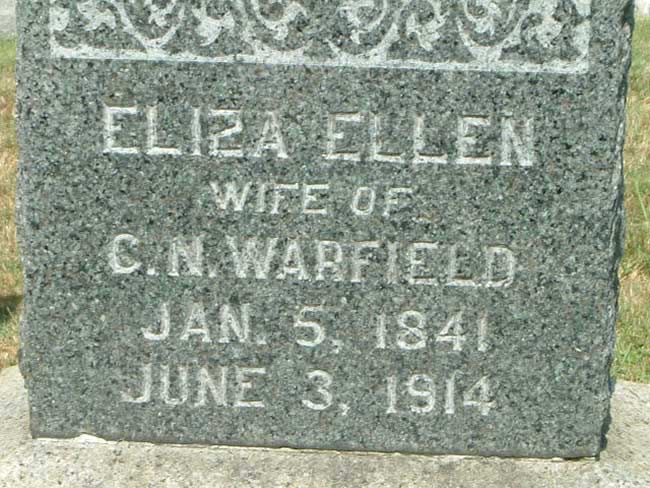 ELIZA ELLEN
WIFE OF
C. N. WARFIELD
JAN. 5, 1841
JUNE 3, 1914